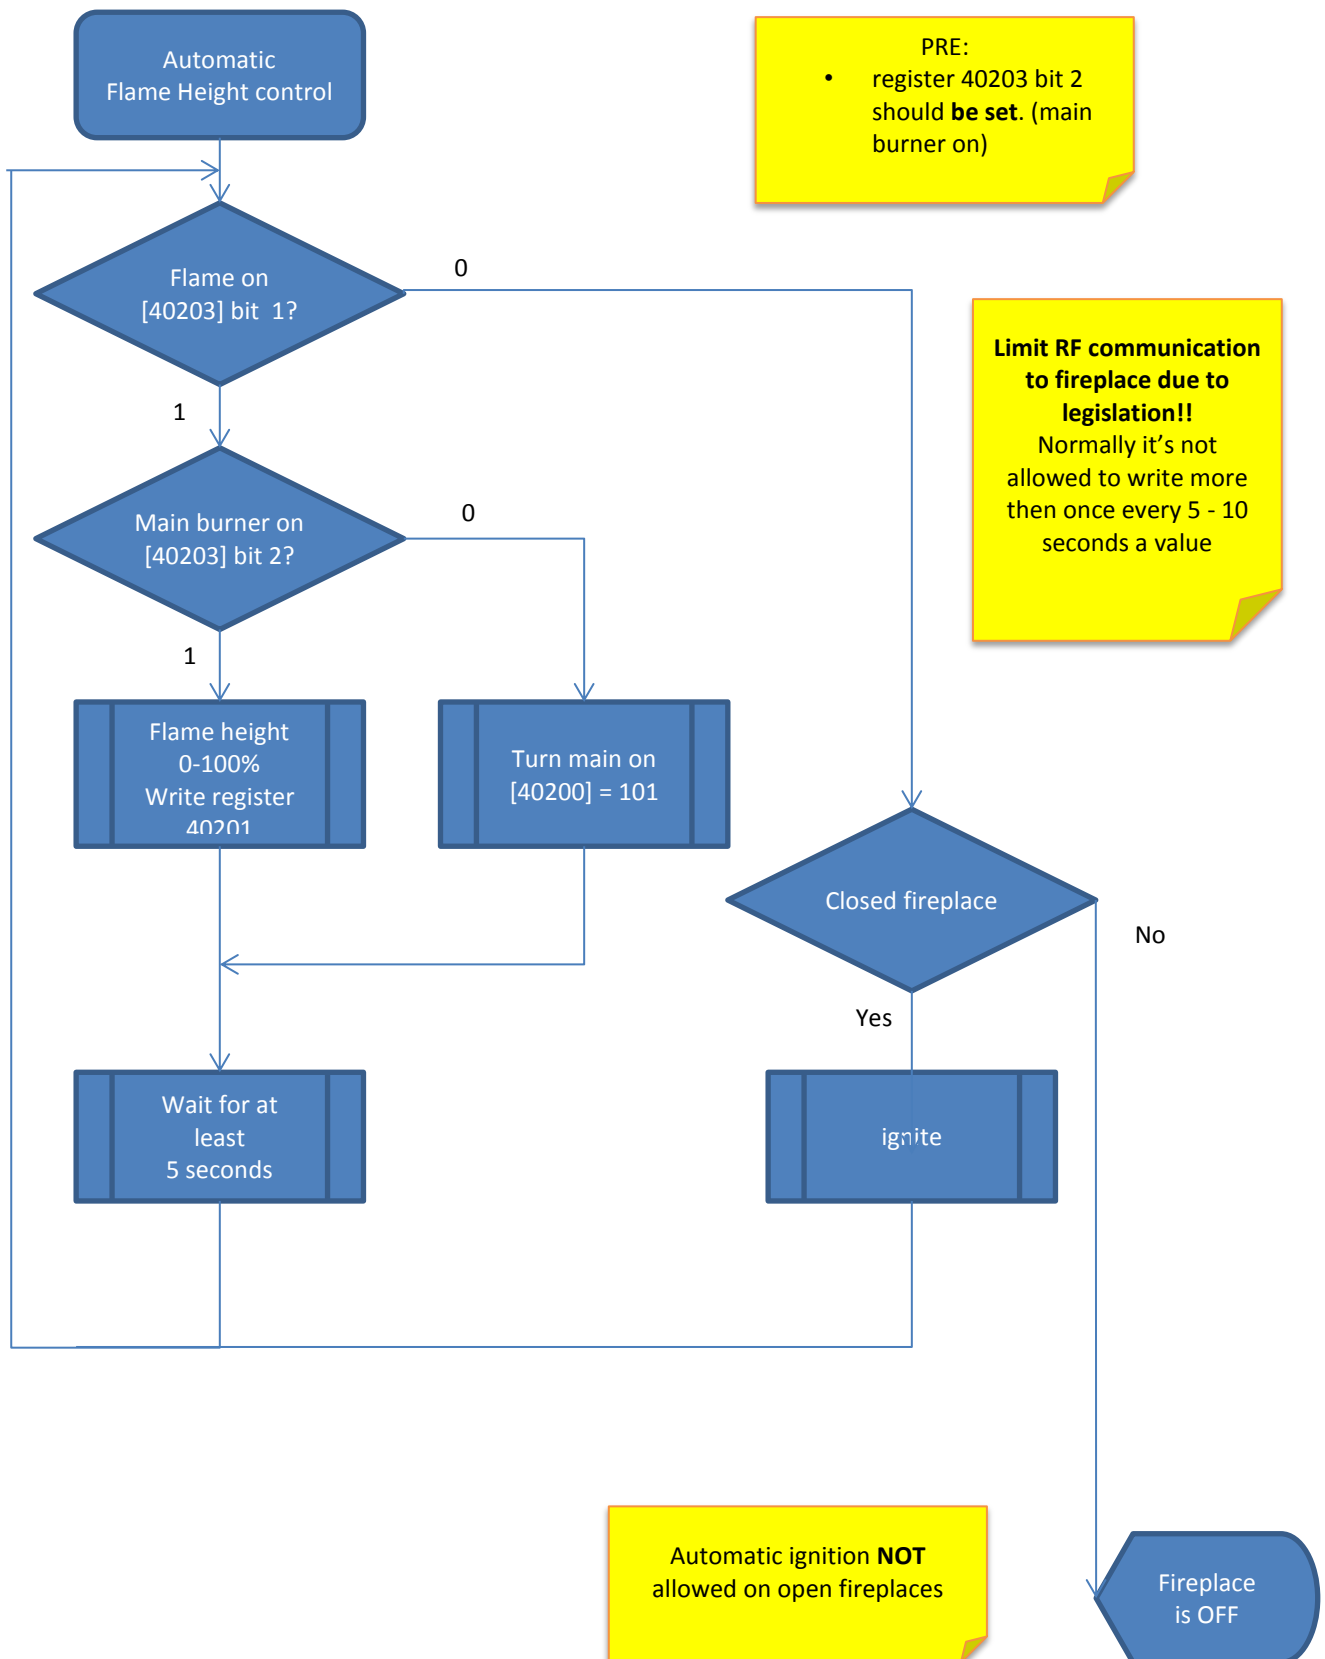 Automatic
Flame Height control
PRE:
• register 40203 bit 2
should be set. (main
burner on)
Flame on
[40203] bit 1?
0
1
Limit RF communication
to fireplace due to
legislation!!
Normally it's not
allowed to write more
then once every 5 - 10
seconds a value
Main burner on
[40203] bit 2?
0
1
Flame height
0-100%
Write register
40201
Turn main on
[40200] = 101
Closed fireplace
No
Yes
Wait for at
least
5 seconds
ignite
Automatic ignition NOT
allowed on open fireplaces
Fireplace
is OFF